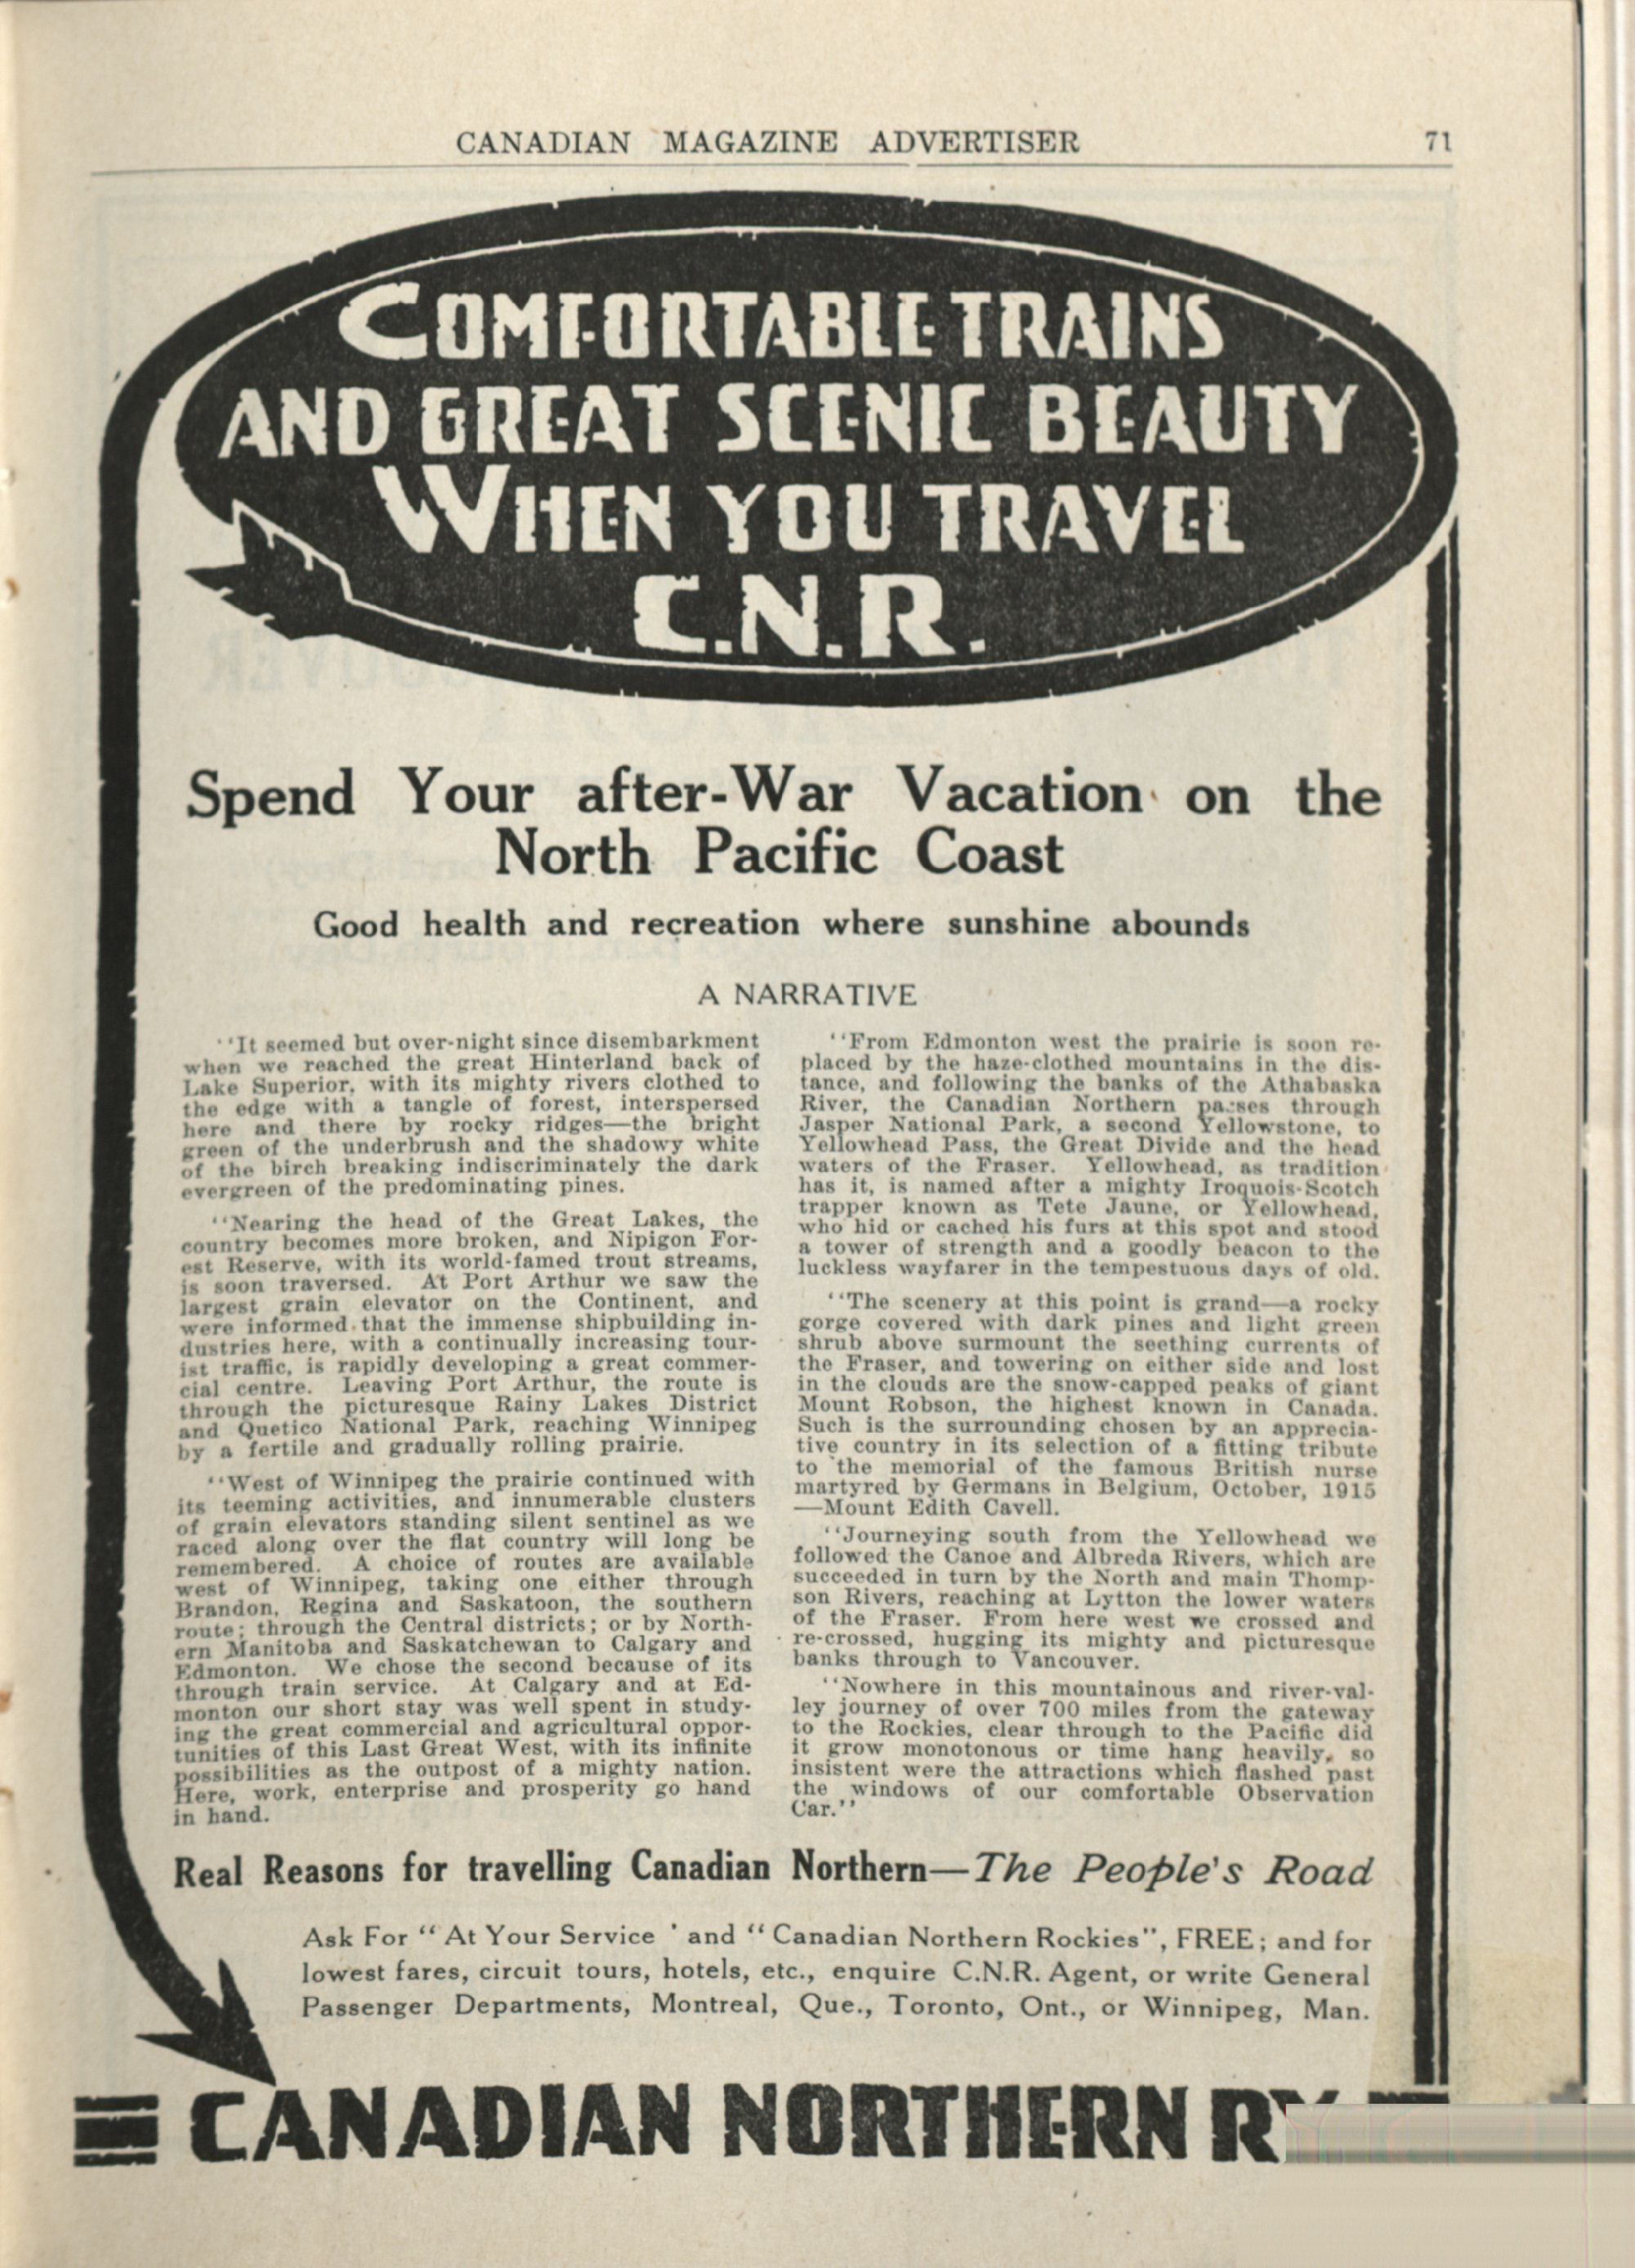 CANADIAN MAGAZINE ADVERTISER 71
COMFORTABLE TRAINS
AND GREAT SCENIC BEAUTY
WHEN YOU TRAVEL
C.N.R.
Spend Your after-War Vacation on the
North Pacific Coast
Good health and recreation where sunshine abounds
A NARRATIVE
"It seemed but over-night since disembarkment
when we reached the great Hinterland back of
Lake Superior, with its mighty rivers clothed to
the edge with a tangle of forest, interspersed
here and there by rocky ridges—the bright
green of the underbrush and the shadowy white
of the birch breaking indiscriminately the dark
evergreen of the predominating pines.
"Nearing the head of the Great Lakes, the
country becomes more broken, and Nipigon For-
est Reserve, with its world-famed trout streams,
is soon traversed. At Port Arthur we saw the
largest grain elevator on the Continent, and
were informed that the immense shipbuilding in-
dustries here, with a continually increasing tour-
ist traffic, is rapidly developing a great commer-
cial centre. Leaving Port Arthur, the route is
through the picturesque Rainy Lakes District
and Quetico National Park, reaching Winnipeg
by a fertile and gradually rolling prairie.
"West of Winnipeg the prairie continued with
its teeming activities, and innumerable clusters
of grain elevators standing silent sentinel as we
raced along over the flat country will long be
remembered. A choice of routes are available
west of Winnipeg, taking one either through
Brandon, Regina and Saskatoon, the southern
route; through the Central districts; or by North-
ern Manitoba and Saskatchewan to Calgary and
Edmonton. We chose the second because of its
through train service. At Calgary and at Ed-
monton our short stay was well spent in study-
ing the great commercial and agricultural oppor-
tunities of this Last Great West, with its infinite
possibilities as the outpost of a mighty nation.
Here, work, enterprise and prosperity go hand
in hand.
"From Edmonton west the prairie is soon re-
placed by the haze-clothed mountains in the dis-
tance, and following the banks of the Athabaska
River, the Canadian Northern passes through
Jasper National Park, a second Yellowstone, to
Yellowhead Pass, the Great Divide and the head
waters of the Fraser. Yellowhead, as tradition
has it, is named after a mighty Iroquois-Scotch
trapper known as Tete Jaune, or Yellowhead,
who hid or cached his furs at this spot and stood
a tower of strength and a goodly beacon to the
luckless wayfarer in the tempestuous days of old.
"The scenery at this point is grand—a rocky
gorge covered with dark pines and light green
shrub above surmount the seething currents of
the Fraser, and towering on either side and lost
in the clouds are the snow-capped peaks of giant
Mount Robson, the highest known in Canada.
Such is the surrounding chosen by an apprecia-
tive country in its selection of a fitting tribute
to the memorial of the famous British nurse
martyred by Germans in Belgium, October, 1915
—Mount Edith Cavell.
"Journeying south from the Yellowhead we
followed the Canoe and Albreda Rivers, which are
succeeded in turn by the North and main Thomp-
son Rivers, reaching at Lytton the lower waters
of the Fraser. From here west we crossed and
re-crossed, hugging its mighty and picturesque
banks through to Vancouver.
"Nowhere in this mountainous and river-val-
ley journey of over 700 miles from the gateway
to the Rockies, clear through to the Pacific did
it grow monotonous or time hang heavily, so
insistent were the attractions which flashed past
the windows of our comfortable Observation
Car."
Real Reasons for travelling Canadian Northern—The People's Road
Ask For "At Your Service ' and "Canadian Northern Rockies", FREE; and for
lowest fares, circuit tours, hotels, etc., enquire C.N.R. Agent, or write General
Passenger Departments, Montreal, Que., Toronto, Ont., or Winnipeg, Man.
CANADIAN NORTHERN RY